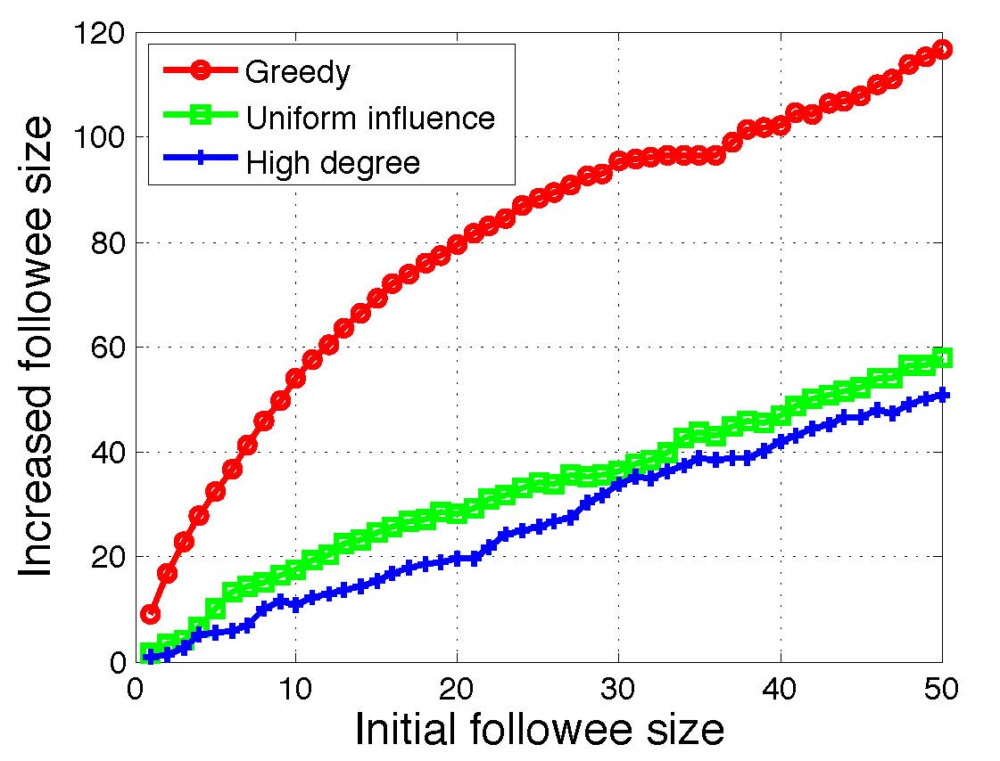 120
100
80
60
40
20
0
0 10 20 30 40 50
Increased followee size
Initial followee size
Greedy
Uniform influence
High degree